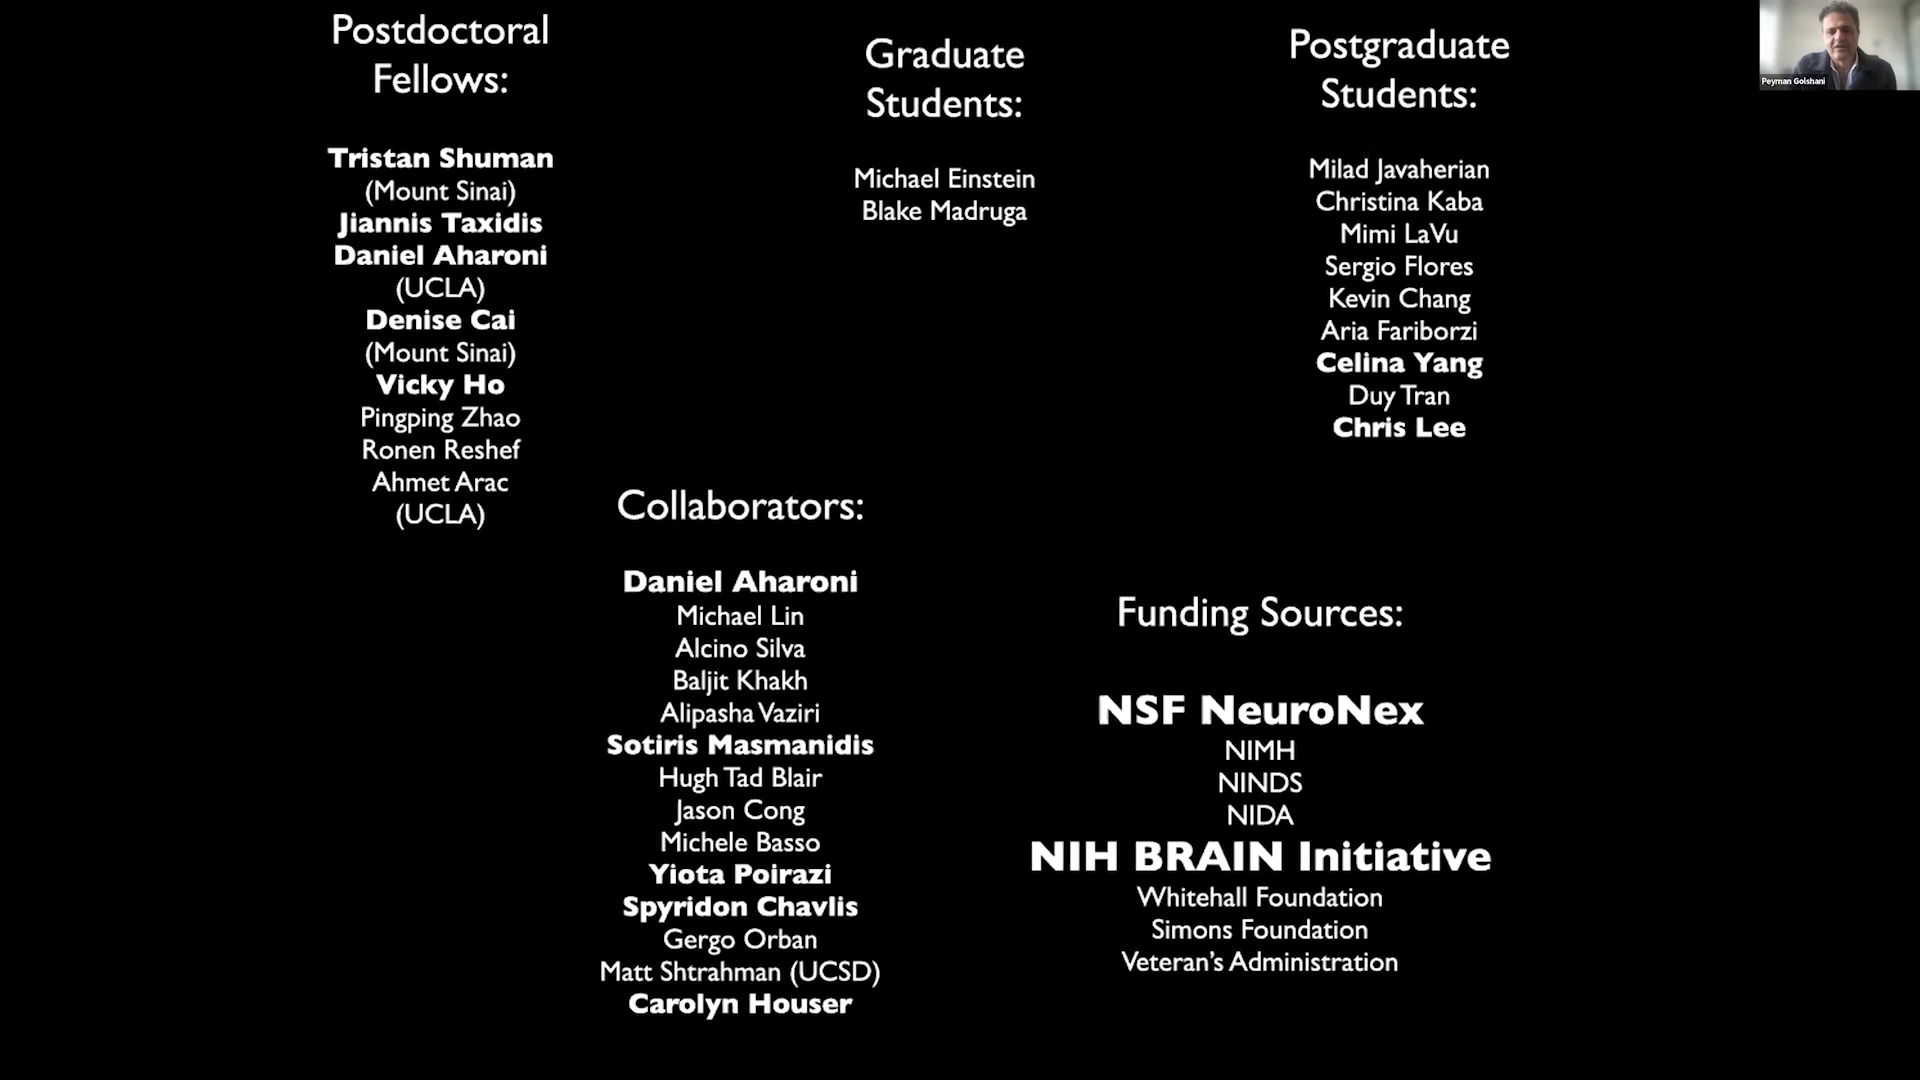 Postdoctoral
Fellows:
Tristan Shuman
(Mount Sinai)
Jiannis Taxidis
Daniel Aharoni
(UCLA)
Denise Cai
(Mount Sinai)
Vicky Ho
Pingping Zhao
Ronen Reshef
Ahmet Arac
(UCLA)
Graduate
Students:
Michael Einstein
Blake Madruga
Postgraduate
Students:
Milad Javaherian
Christina Kaba
Mimi LaVu
Sergio Flores
Kevin Chang
Aria Fariborzi
Celina Yang
Duy Tran
Chris Lee
Collaborators:
Daniel Aharoni
Michael Lin
Alcino Silva
Baljit Khakh
Alipasha Vaziri
Sotiris Masmanidis
Hugh Tad Blair
Jason Cong
Michele Basso
Yiota Poirazi
Spyridon Chavlis
Gergo Orban
Matt Shtrahman (UCSD)
Carolyn Houser
Funding Sources:
NSF NeuroNex
NIMH
NINDS
NIDA
NIH BRAIN Initiative
Whitehall Foundation
Simons Foundation
Veteran's Administration
Peyman Golshani